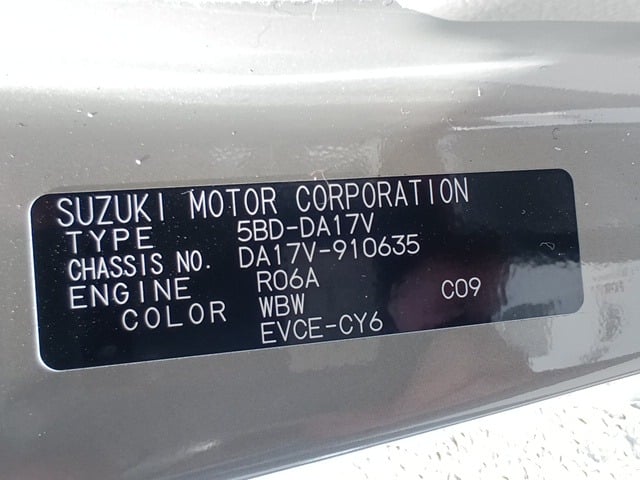 SUZUKI MOTOR CORPORATION
TYPE 5BD-DA17V
CHASSIS NO. DA17V-910635
ENGINE R06A C09
COLOR WBW
EVCE-CY6